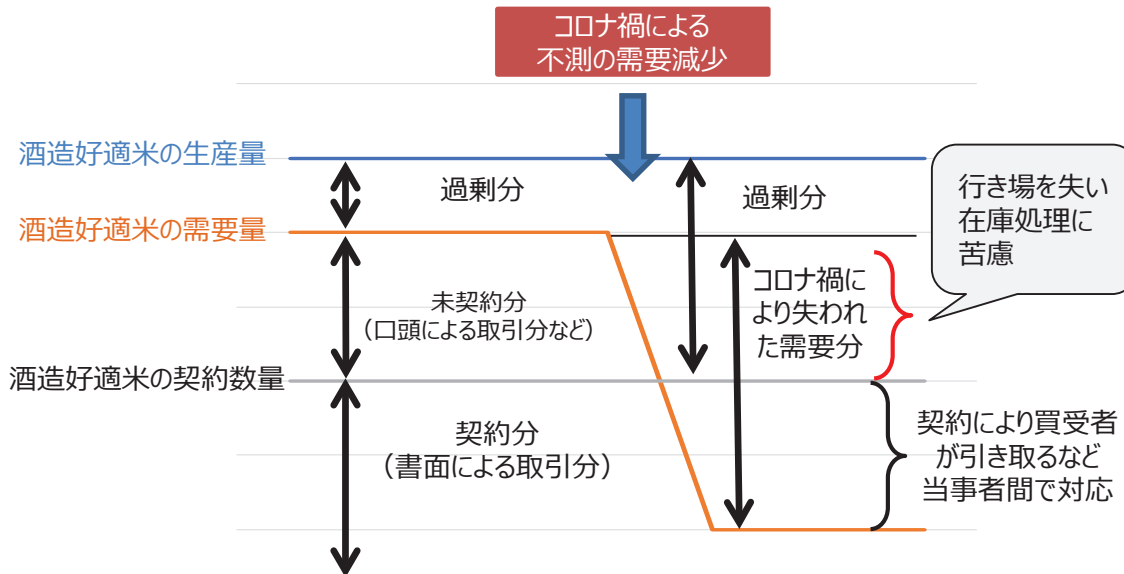 コロナ禍による
不測の需要減少
酒造好適米の生産量
過剰分
過剰分
行き場を失い
在庫処理に
苦慮
酒造好適米の需要量
未契約分
（口頭による取引分など）
コロナ禍に
より失われ
た需要分
酒造好適米の契約数量
契約分
（書面による取引分）
契約により買受者
が引き取るなど
当事者間で対応